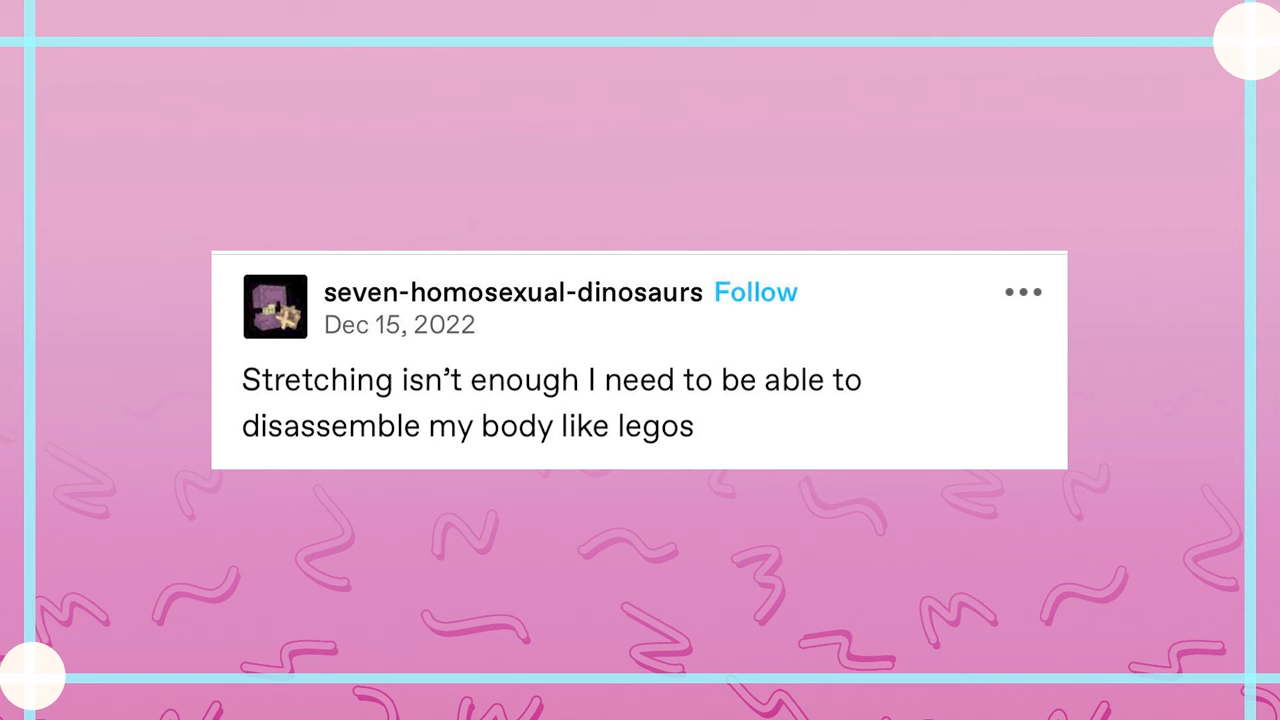 seven-homosexual-dinosaurs Follow
Dec 15, 2022
Stretching isn’t enough I need to be able to
disassemble my body like legos